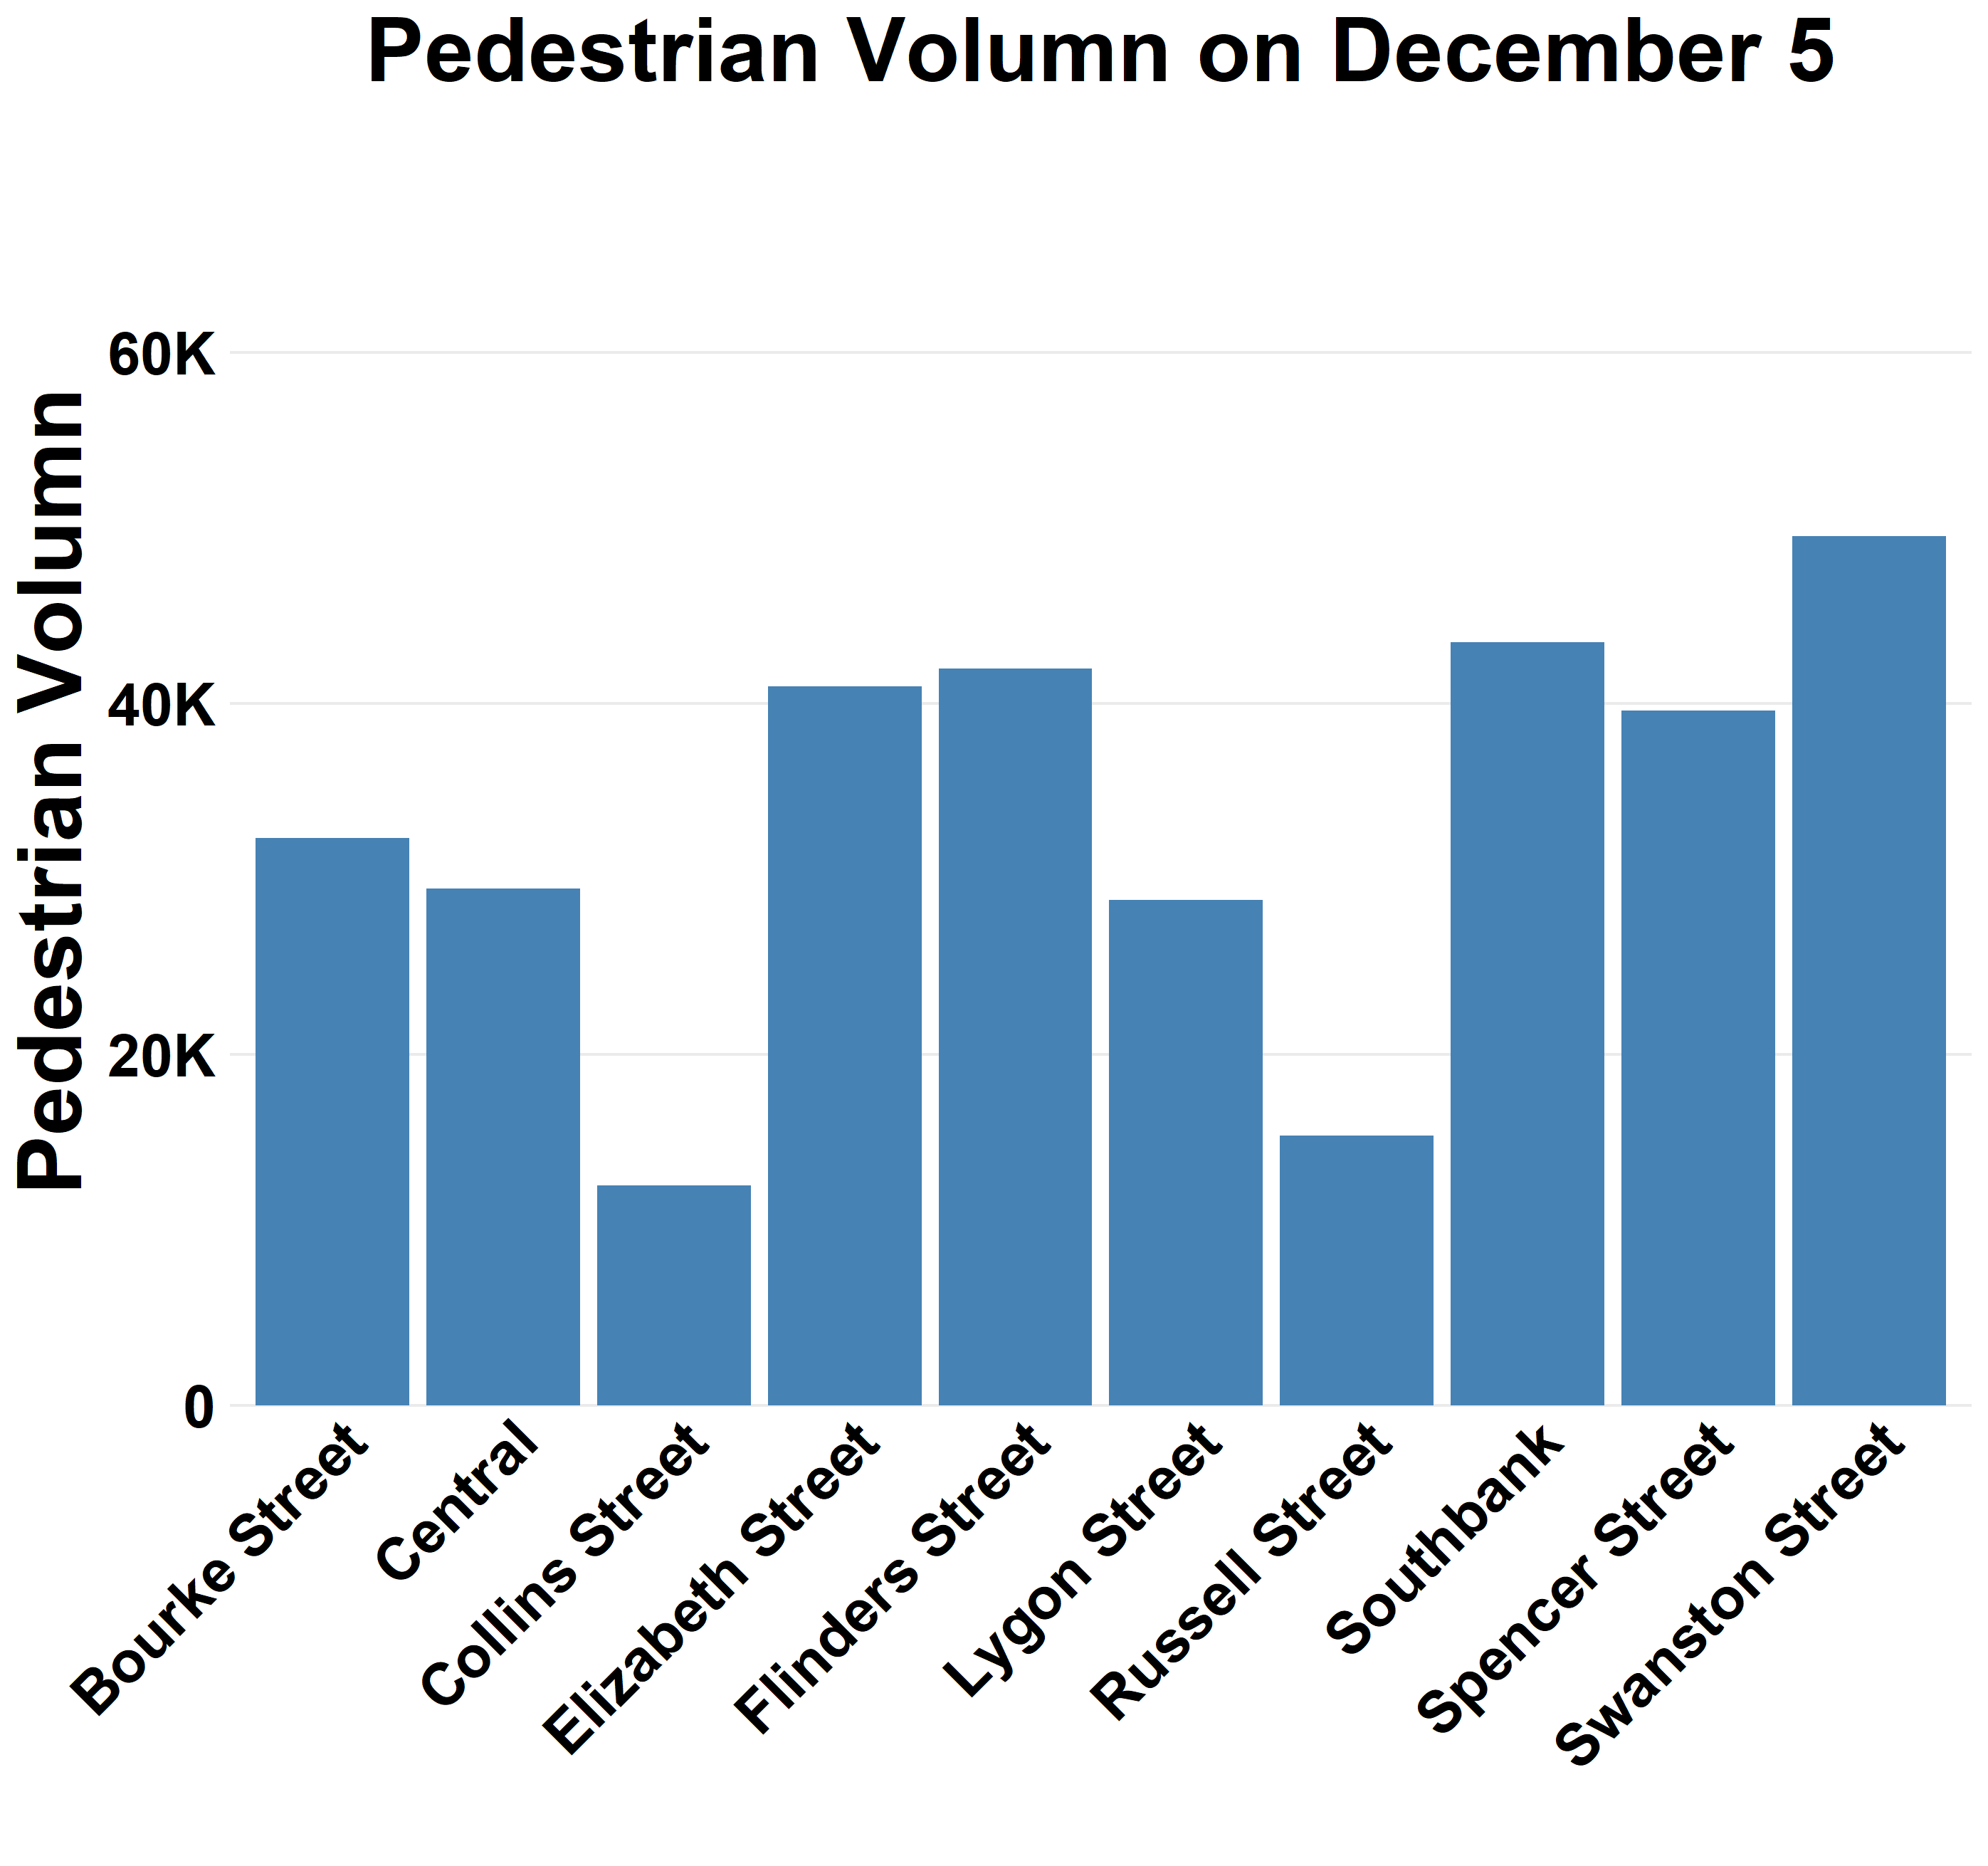 Pedestrian Volumn on December 5
Pedestrian Volumn
60K
40K
20K
0
Bourke Street
Central
Collins Street
Elizabeth Street
Flinders Street
Lygon Street
Russell Street
Southbank
Spencer Street
Swanston Street